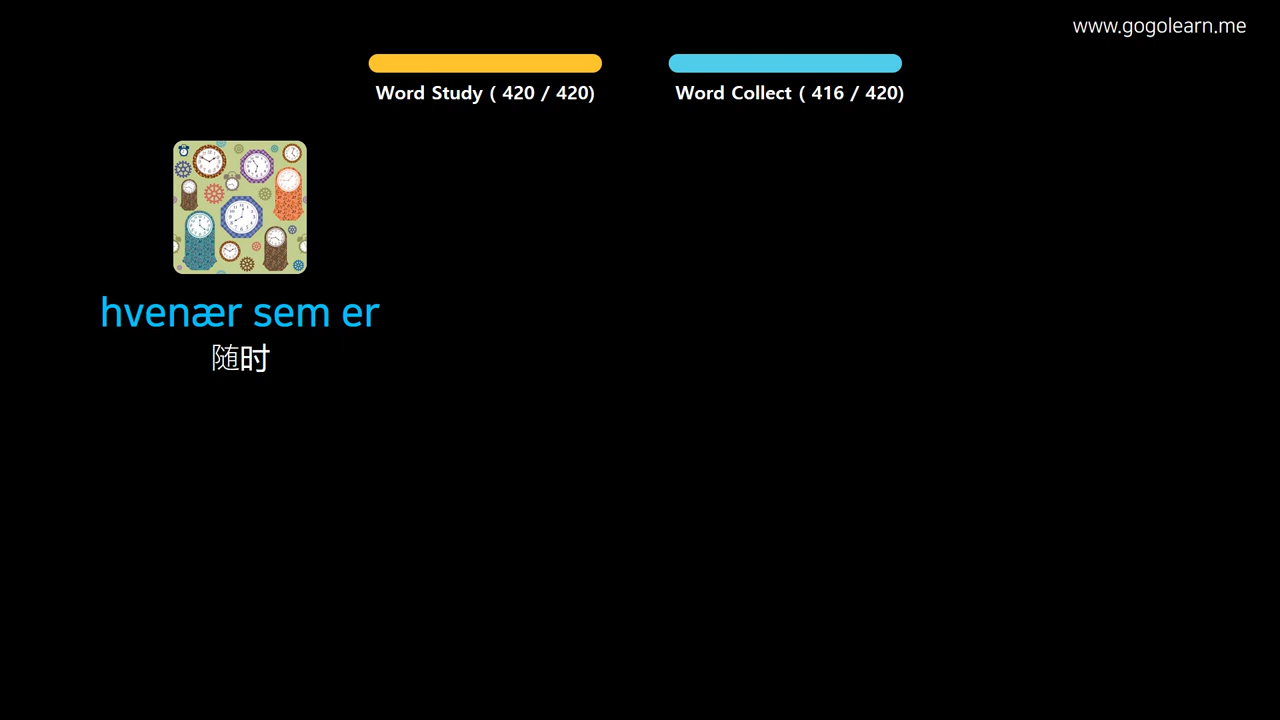 www.gogolearn.me
Word Study ( 420 / 420)
Word Collect ( 416 / 420)
hvenær sem er
随时